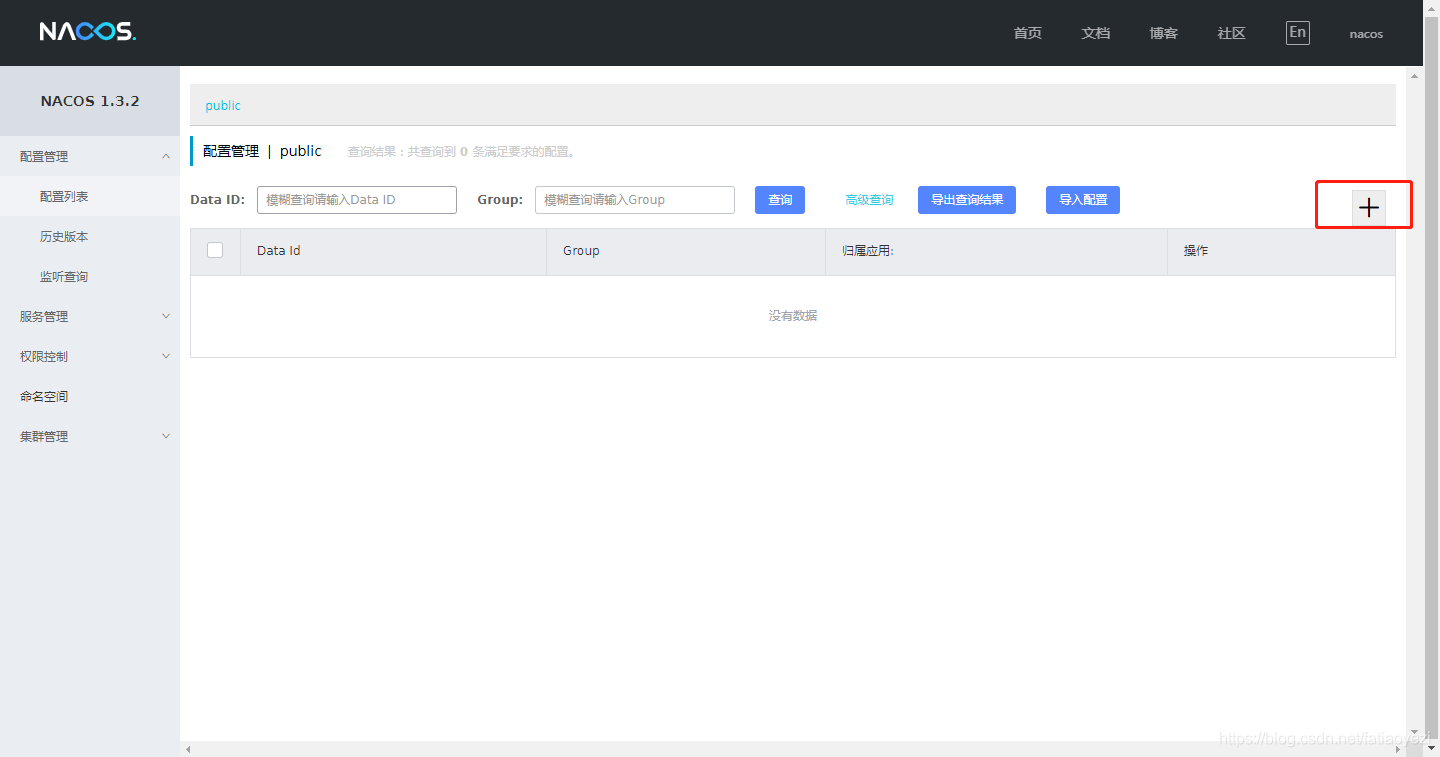 NACOS.
首页 文档 博客 社区 En nacos
NACOS 1.3.2
配置管理
配置列表
历史版本
监听查询
服务管理
权限控制
命名空间
集群管理
public
配置管理 | public 查询结果：共查询到 0 条满足要求的配置。
Data ID: 模糊查询请输入Data ID Group: 模糊查询请输入Group 查询 高级查询 导出查询结果 导入配置
Data Id Group 归属应用: 操作
没有数据